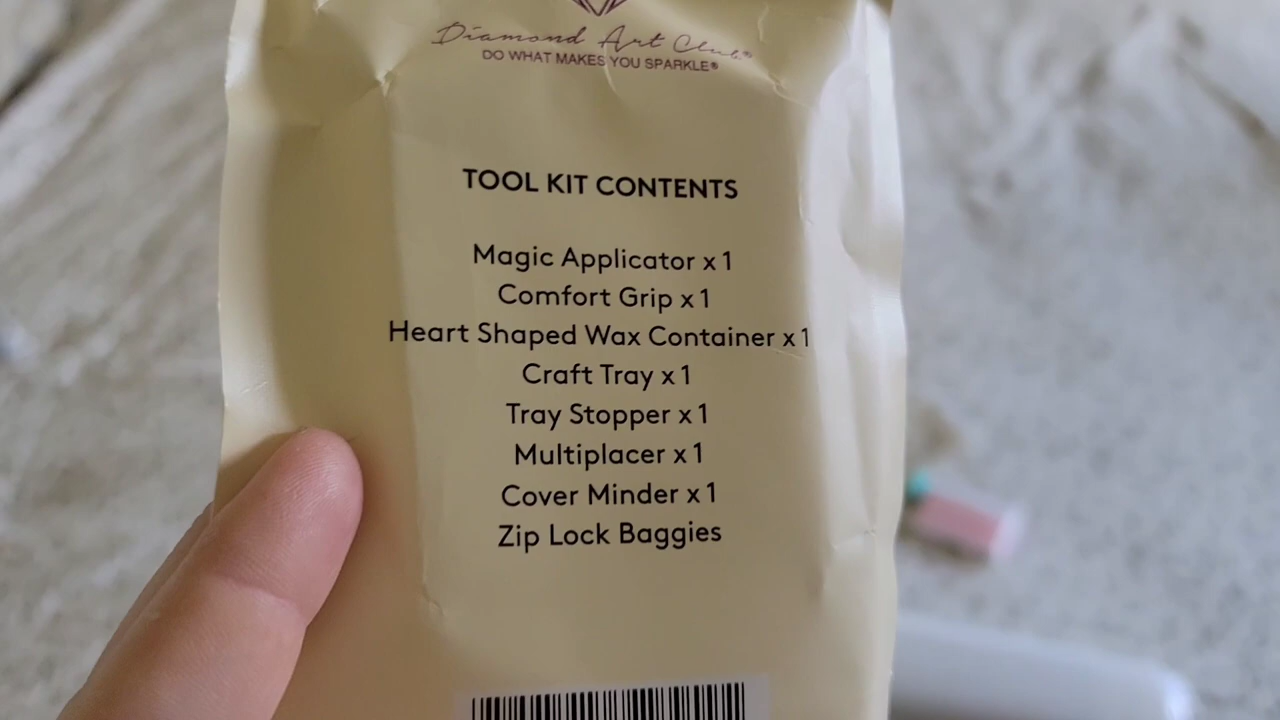 Diamond Art Club®
DO WHAT MAKES YOU SPARKLE®
TOOL KIT CONTENTS
Magic Applicator x 1
Comfort Grip x 1
Heart Shaped Wax Container x 1
Craft Tray x 1
Tray Stopper x 1
Multiplacer x 1
Cover Minder x 1
Zip Lock Baggies